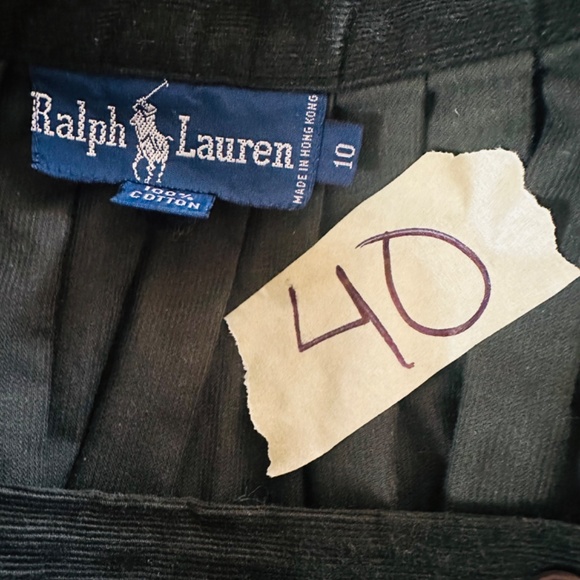 Ralph Lauren
MADE IN HONG KONG
10
100%
COTTON
40